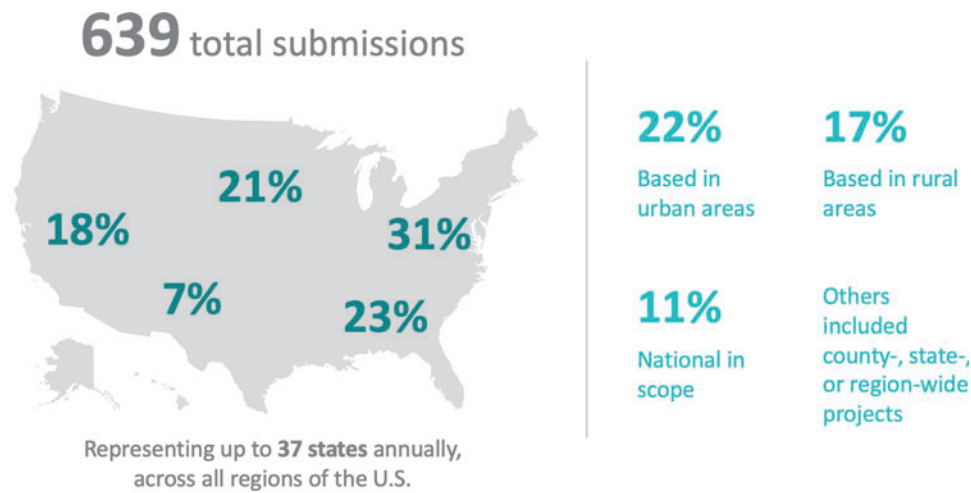 639 total submissions
21%
18%
31%
7%
23%
Representing up to 37 states annually,
across all regions of the U.S.
22%
Based in
urban areas
17%
Based in rural
areas
11%
National in
scope
Others
included
county-, state-,
or region-wide
projects